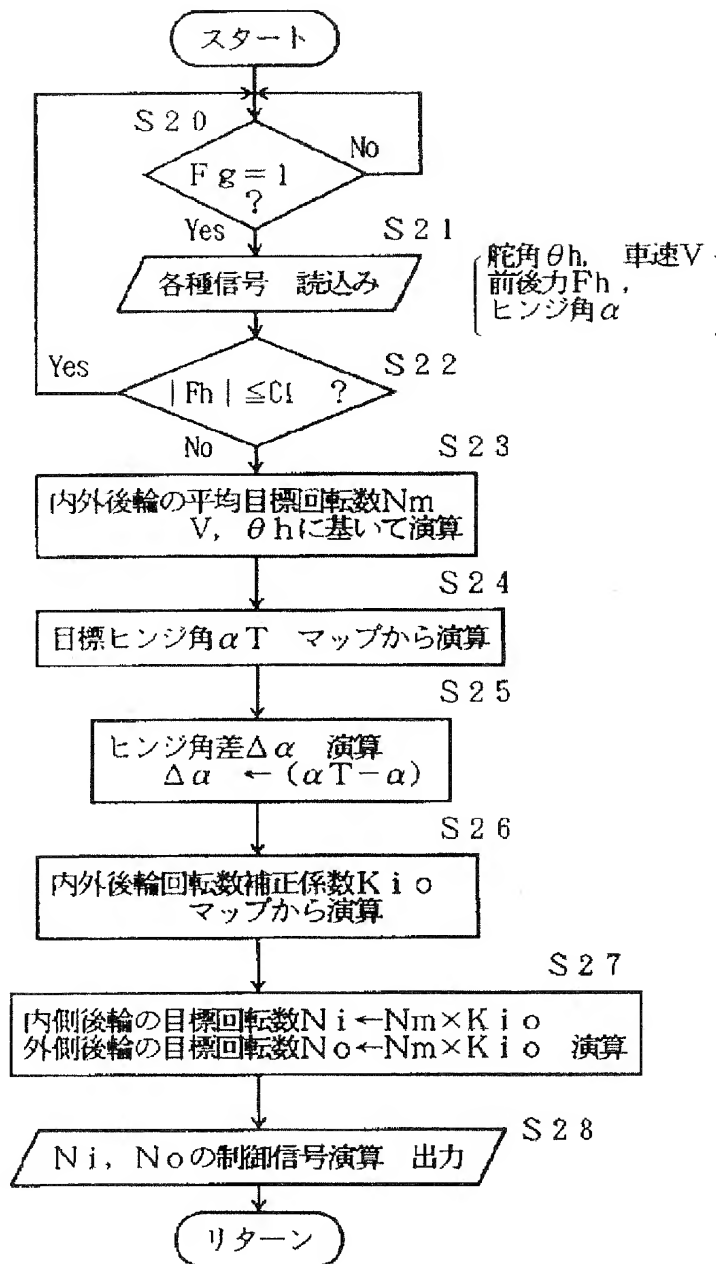 スタート
S20
No
Fg=1
?
Yes
S21
各種信号 読込み
舵角θh, 車速V
前後力Fh,
ヒンジ角α
Yes
S22
|Fh|≦C1 ?
No
S23
内外後輪の平均目標回転数Nm
V, θhに基いて演算
S24
目標ヒンジ角αT マップから演算
S25
ヒンジ角差Δα 演算
Δα ←(αT-α)
S26
内外後輪回転数補正係数Kio
マップから演算
S27
内側後輪の目標回転数Ni←Nm×Kio
外側後輪の目標回転数No←Nm×Kio 演算
S28
Ni, Noの制御信号演算 出力
リターン